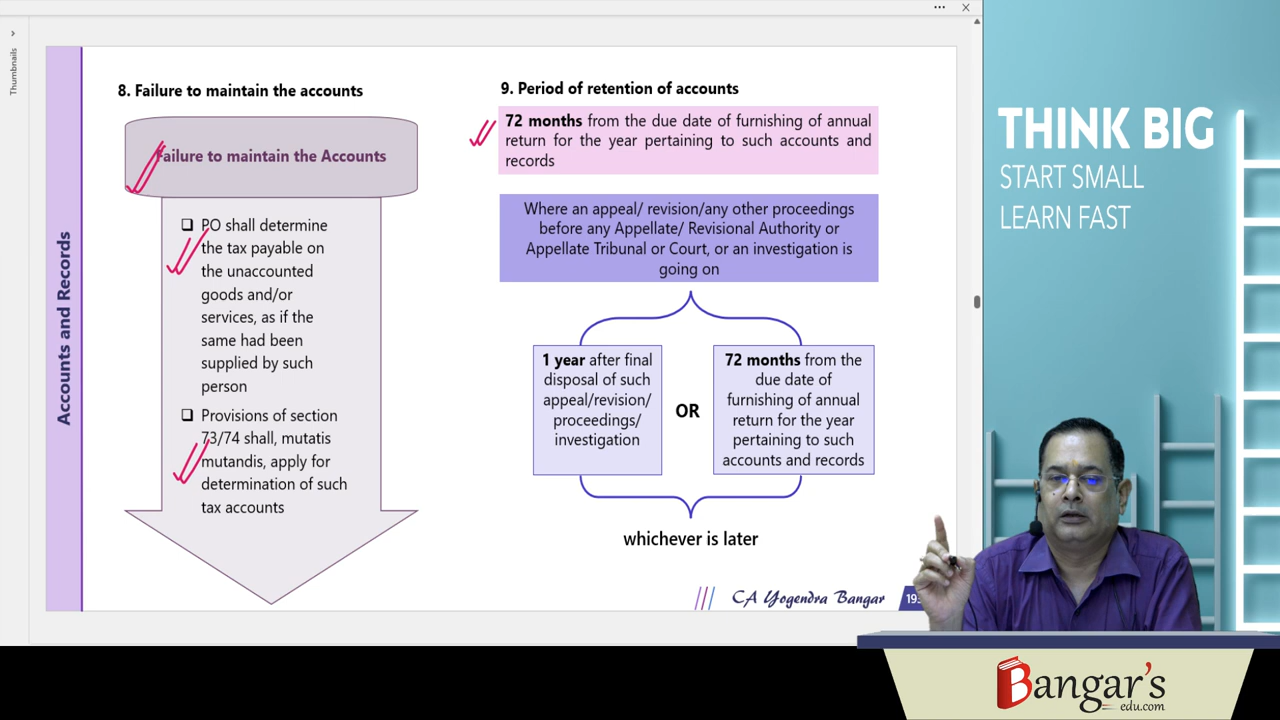 Thumbnails
Accounts and Records
8. Failure to maintain the accounts
Failure to maintain the Accounts
❑ PO shall determine
the tax payable on
the unaccounted
goods and/or
services, as if the
same had been
supplied by such
person
❑ Provisions of section
73/74 shall, mutatis
mutandis, apply for
determination of such
tax accounts
9. Period of retention of accounts
72 months from the due date of furnishing of annual
return for the year pertaining to such accounts and
records
Where an appeal/ revision/any other proceedings
before any Appellate/ Revisional Authority or
Appellate Tribunal or Court, or an investigation is
going on
1 year after final
disposal of such
appeal/revision/
proceedings/
investigation
OR
72 months from the
due date of
furnishing of annual
return for the year
pertaining to such
accounts and records
whichever is later
CA Yogendra Bangar
THINK BIG
START SMALL
LEARN FAST
Bangar's
edu.com